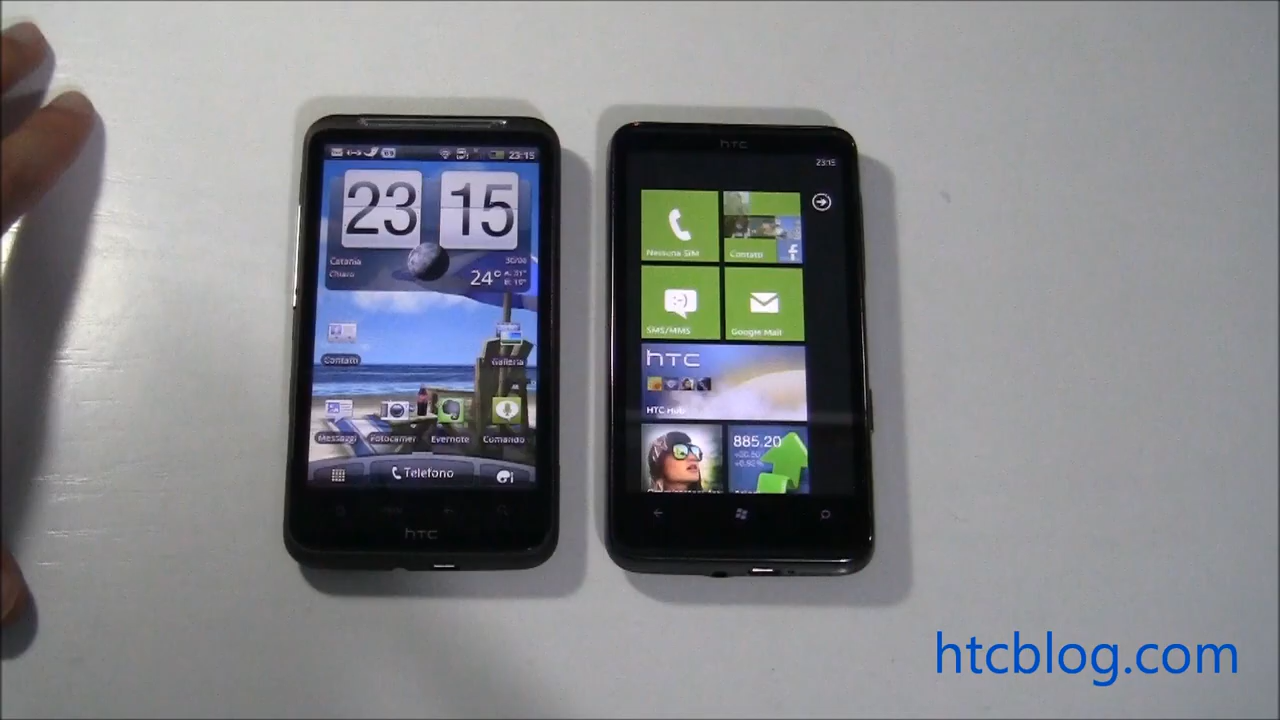 23:15
23 15
Catania
Chiaro
30/06
24°
Contatti
Galleria
Messaggi
Fotocamer
Evernote
Comando
Telefono
hTC
hTC
23:15
Nessuna SIM
Contatti
SMS/MMS
Google Mail
hTC
HTC Hub
885.20
htcblog.com